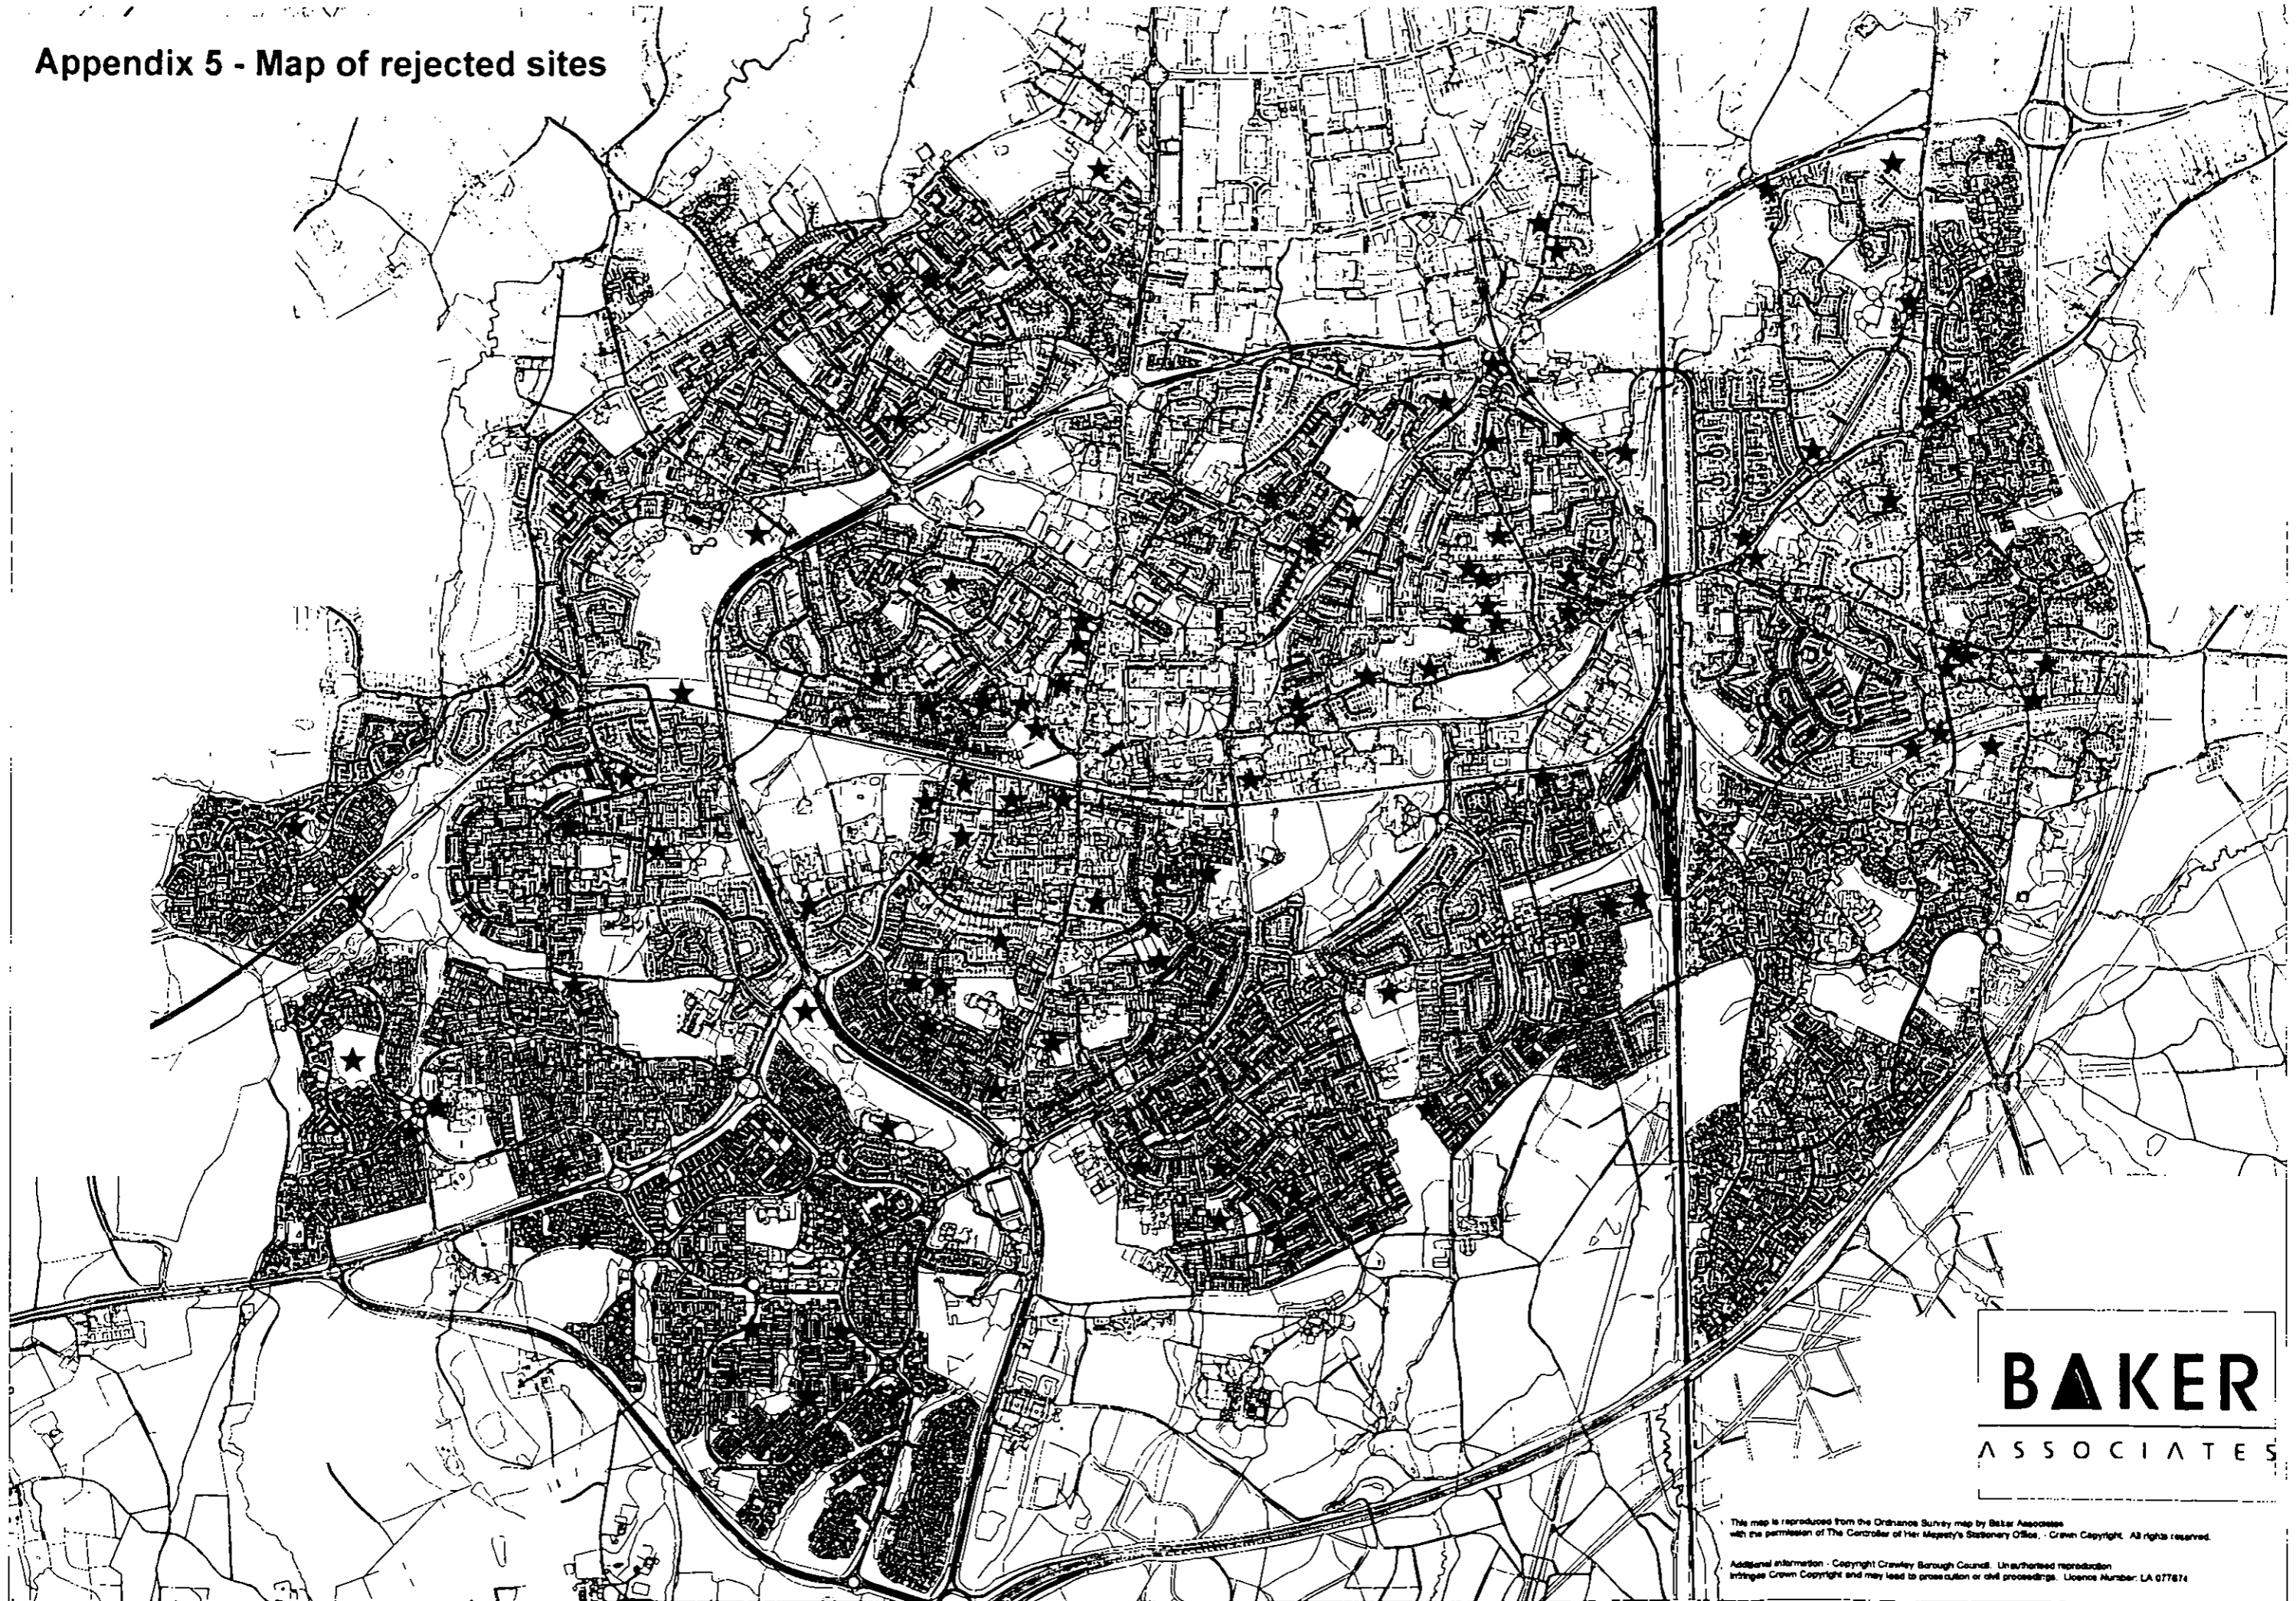 Appendix 5 - Map of rejected sites
BAKER
ASSOCIATES
This map is reproduced from the Ordnance Survey map by Baker Associates
with the permission of The Controller of Her Majesty's Stationery Office, - Crown Copyright. All rights reserved.
Additional information - Copyright Crawley Borough Council. Unauthorised reproduction
infringes Crown Copyright and may lead to prosecution or civil proceedings. Licence Number: LA 077674